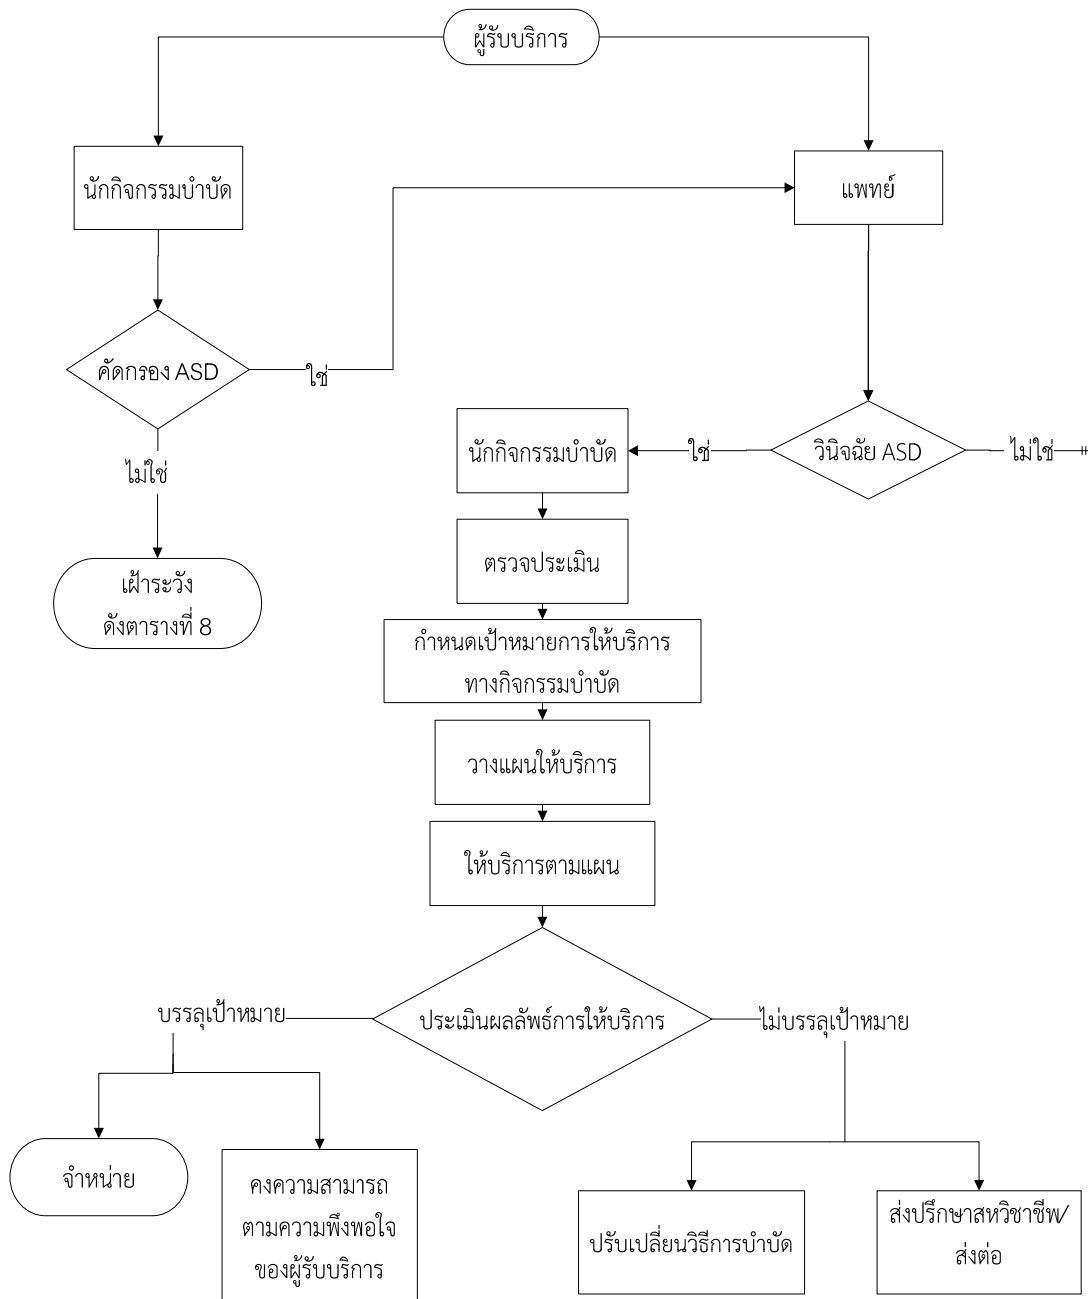 ผู้รับบริการ
นักกิจกรรมบำบัด
แพทย์
คัดกรอง ASD
ใช่
ไม่ใช่
เฝ้าระวัง
ดังตารางที่ 8
วินิจฉัย ASD
ใช่
ไม่ใช่
นักกิจกรรมบำบัด
ตรวจประเมิน
กำหนดเป้าหมายการให้บริการ
ทางกิจกรรมบำบัด
วางแผนให้บริการ
ให้บริการตามแผน
ประเมินผลลัพธ์การให้บริการ
บรรลุเป้าหมาย
ไม่บรรลุเป้าหมาย
จำหน่าย
คงความสามารถ
ตามความพึงพอใจ
ของผู้รับบริการ
ปรับเปลี่ยนวิธีการบำบัด
ส่งปรึกษาสหวิชาชีพ/
ส่งต่อ